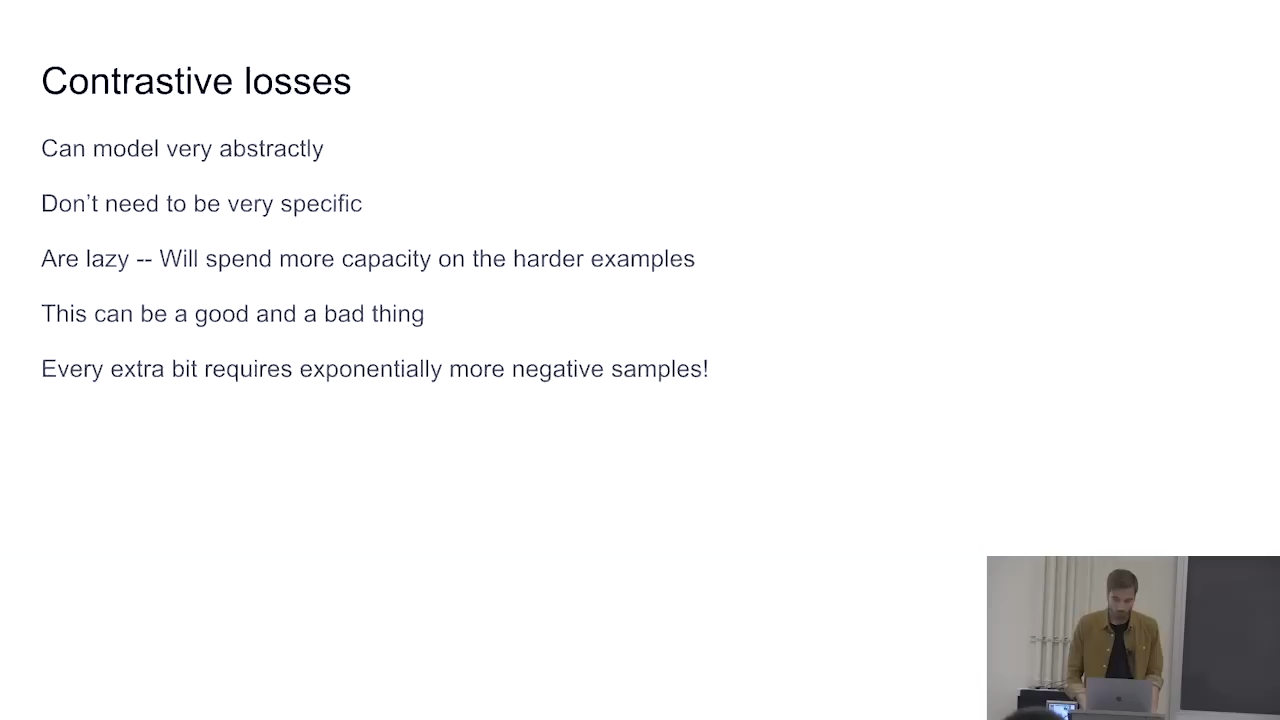 Contrastive losses
Can model very abstractly
Don’t need to be very specific
Are lazy -- Will spend more capacity on the harder examples
This can be a good and a bad thing
Every extra bit requires exponentially more negative samples!